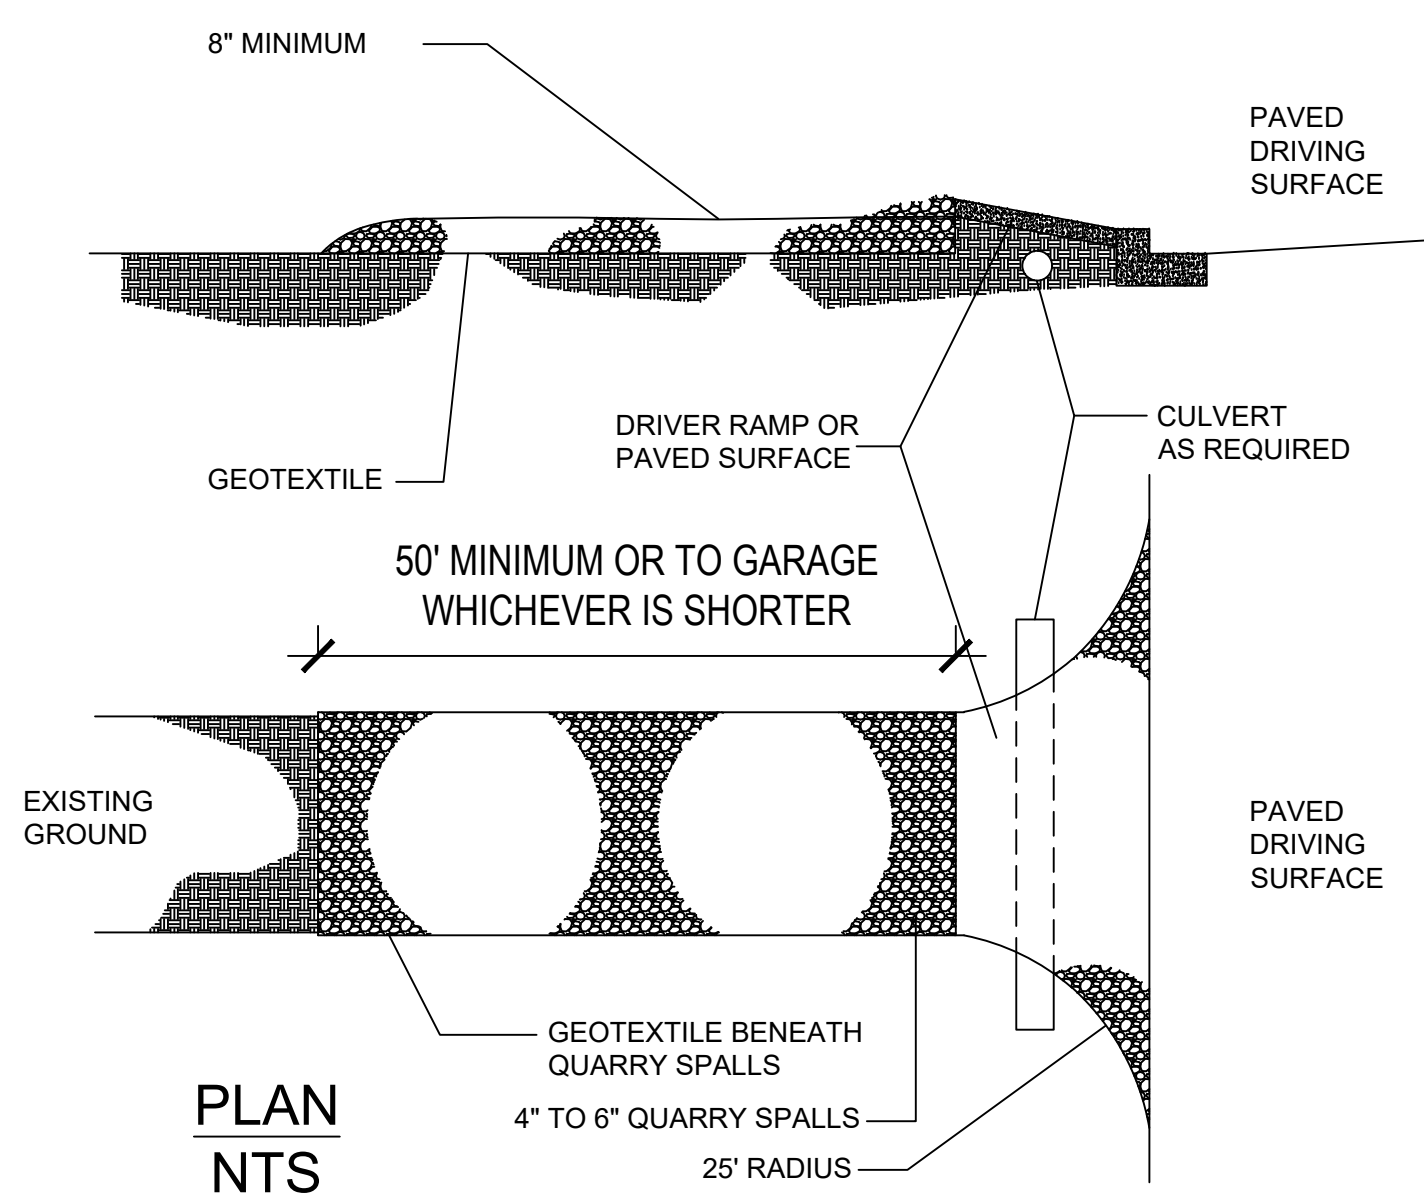 8" MINIMUM
PAVED
DRIVING
SURFACE
DRIVER RAMP OR
PAVED SURFACE
CULVERT
AS REQUIRED
GEOTEXTILE
50' MINIMUM OR TO GARAGE
WHICHEVER IS SHORTER
EXISTING
GROUND
PAVED
DRIVING
SURFACE
GEOTEXTILE BENEATH
QUARRY SPALLS
4" TO 6" QUARRY SPALLS
25' RADIUS
PLAN
NTS